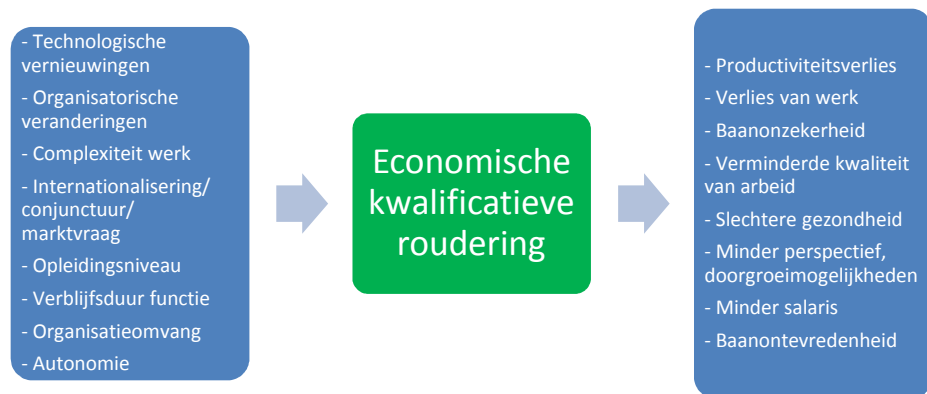 - Technologische
vernieuwingen
- Organisatorische
veranderingen
- Complexiteit werk
- Internationalisering/
conjunctuur/
marktvraag
- Opleidingsniveau
- Verblijfsduur functie
- Organisatieomvang
- Autonomie
Economische
kwalificatieve
roudering
- Productiviteitsverlies
- Verlies van werk
- Baanonzekerheid
- Verminderde kwaliteit
van arbeid
- Slechtere gezondheid
- Minder perspectief,
doorgroeimogelijkheden
- Minder salaris
- Baanontevredenheid